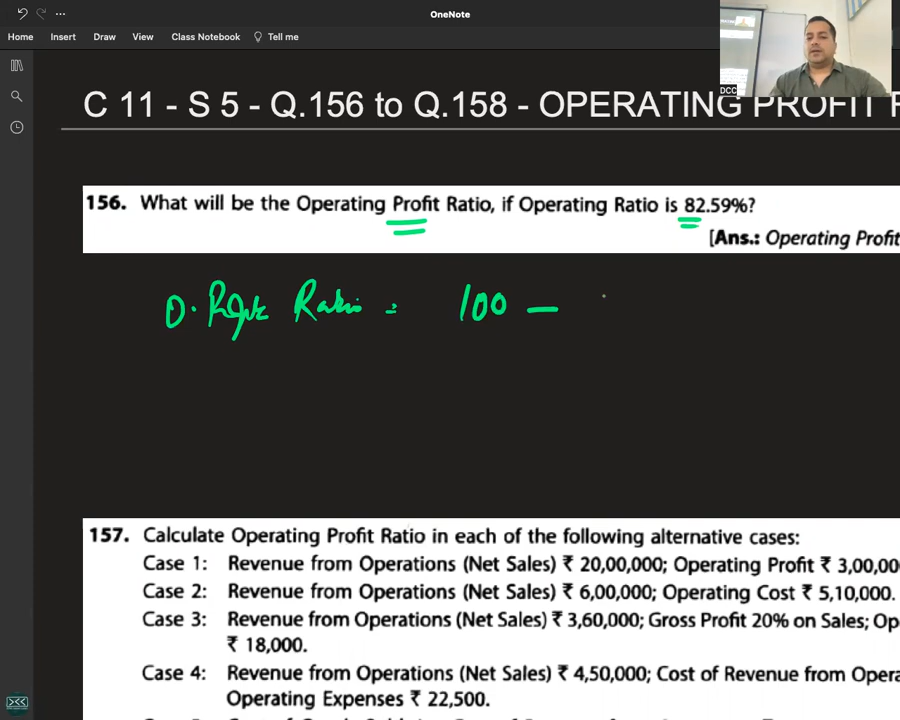 OneNote
Home Insert Draw View Class Notebook Tell me
DCC
C 11 - S 5 - Q.156 to Q.158 - OPERATING PROFIT
156. What will be the Operating Profit Ratio, if Operating Ratio is 82.59%?
[Ans.: Operating Profit
O. Profit Ratio = 100 –
157. Calculate Operating Profit Ratio in each of the following alternative cases:
Case 1: Revenue from Operations (Net Sales) ₹ 20,00,000; Operating Profit ₹ 3,00,00
Case 2: Revenue from Operations (Net Sales) ₹ 6,00,000; Operating Cost ₹ 5,10,000.
Case 3: Revenue from Operations (Net Sales) ₹ 3,60,000; Gross Profit 20% on Sales; Op
₹ 18,000.
Case 4: Revenue from Operations (Net Sales) ₹ 4,50,000; Cost of Revenue from Opera
Operating Expenses ₹ 22,500.